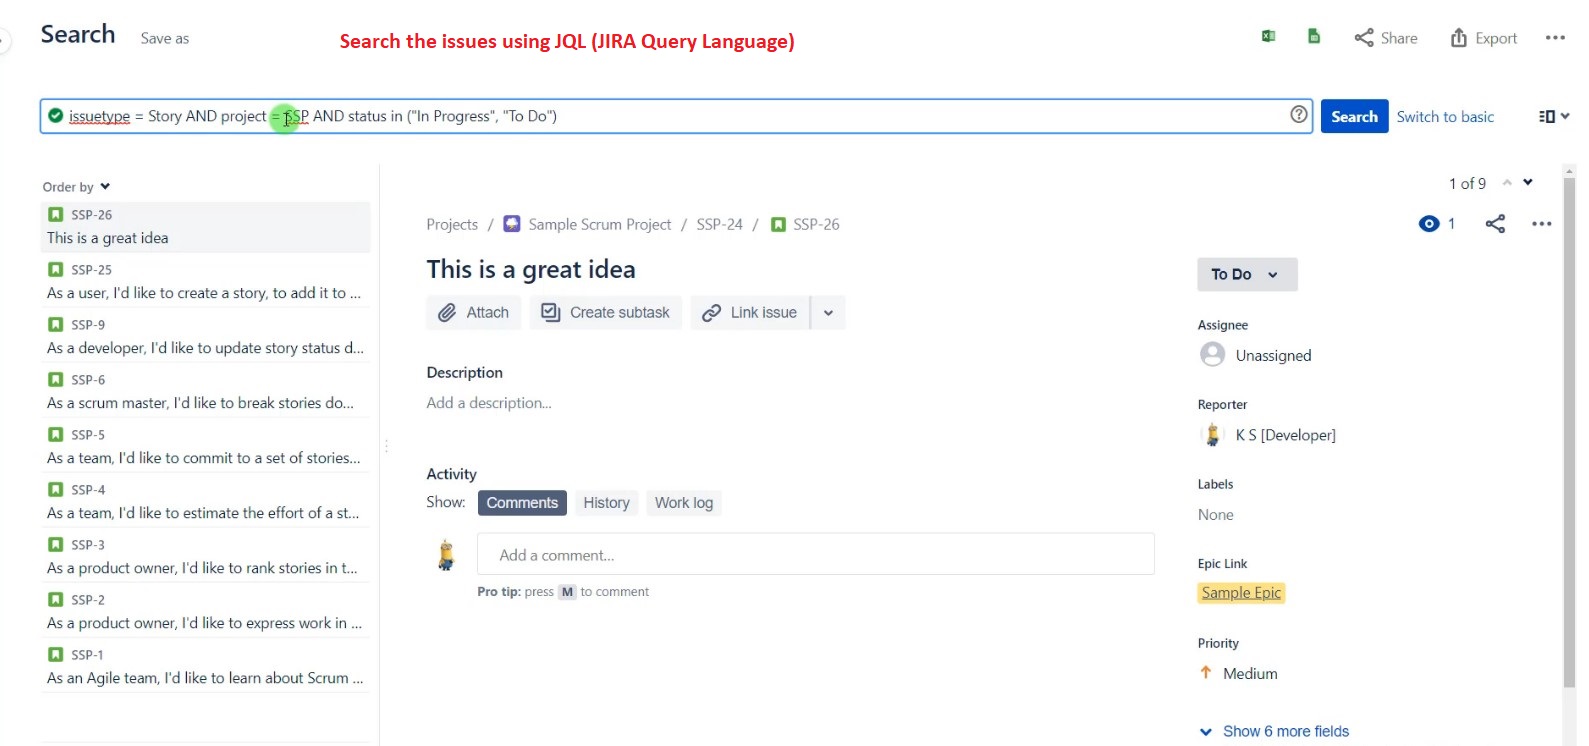 Search Save as
Search the issues using JQL (JIRA Query Language)
Share Export
issuetype = Story AND project = SSP AND status in ("In Progress", "To Do")
Search Switch to basic
Order by
SSP-26
This is a great idea
SSP-25
As a user, I'd like to create a story, to add it to ...
SSP-9
As a developer, I'd like to update story status d...
SSP-6
As a scrum master, I'd like to break stories do...
SSP-5
As a team, I'd like to commit to a set of stories...
SSP-4
As a team, I'd like to estimate the effort of a st...
SSP-3
As a product owner, I'd like to rank stories in t...
SSP-2
As a product owner, I'd like to express work in ...
SSP-1
As an Agile team, I'd like to learn about Scrum ...
1 of 9
Projects / Sample Scrum Project / SSP-24 / SSP-26
1
This is a great idea
Attach Create subtask Link issue
Description
Add a description...
Activity
Show: Comments History Work log
Add a comment...
Pro tip: press M to comment
To Do
Assignee
Unassigned
Reporter
K S [Developer]
Labels
None
Epic Link
Sample Epic
Priority
Medium
Show 6 more fields